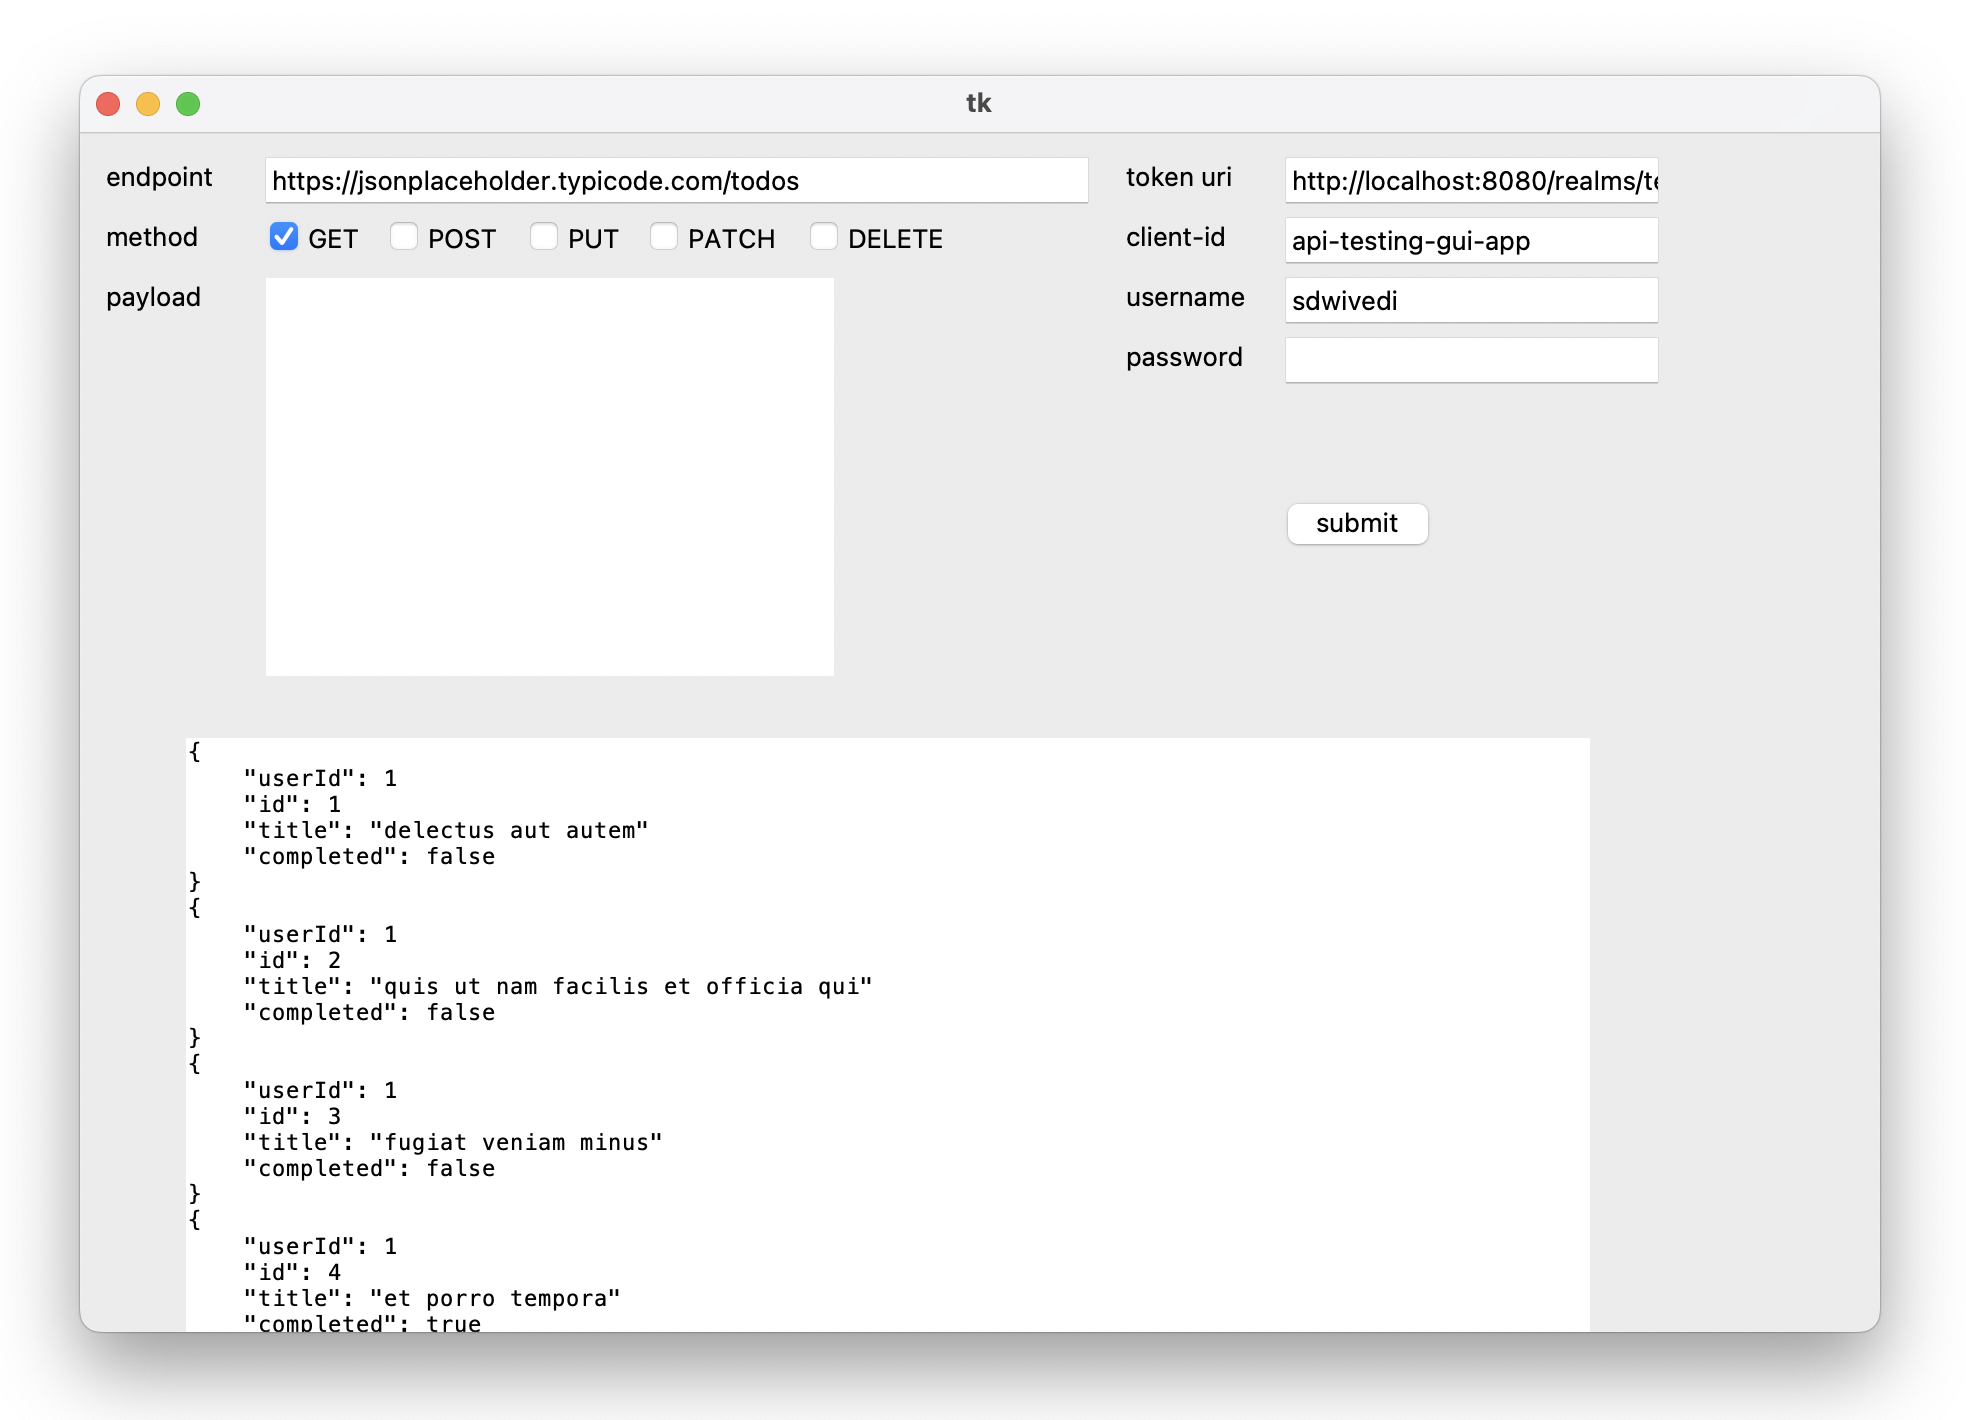 tk
endpoint
https://jsonplaceholder.typicode.com/todos
method
GET POST PUT PATCH DELETE
payload
token uri
http://localhost:8080/realms/te
client-id
api-testing-gui-app
username
sdwivedi
password
submit
{
"userId": 1
"id": 1
"title": "delectus aut autem"
"completed": false
}
{
"userId": 1
"id": 2
"title": "quis ut nam facilis et officia qui"
"completed": false
}
{
"userId": 1
"id": 3
"title": "fugiat veniam minus"
"completed": false
}
{
"userId": 1
"id": 4
"title": "et porro tempora"
"completed": true